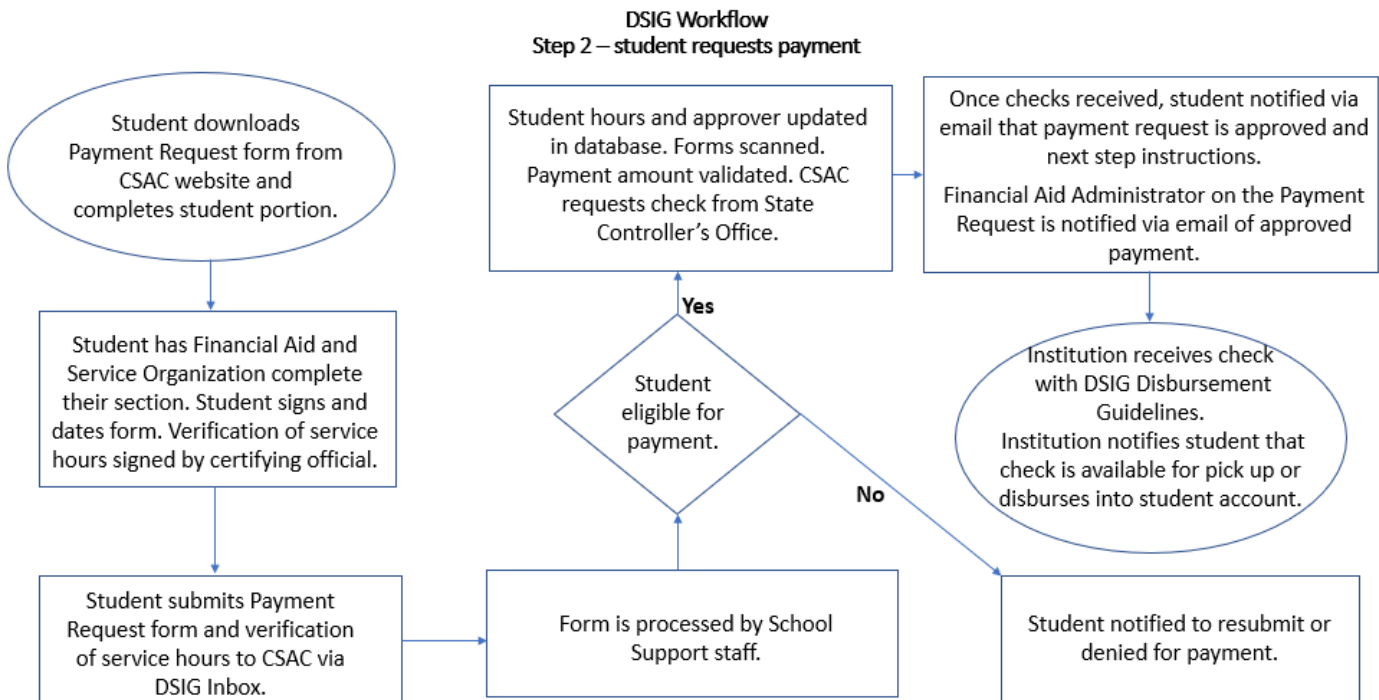 DSIG Workflow
Step 2 – student requests payment
Student downloads
Payment Request form from
CSAC website and
completes student portion.
Student has Financial Aid and
Service Organization complete
their section. Student signs and
dates form. Verification of service
hours signed by certifying official.
Student submits Payment
Request form and verification
of service hours to CSAC via
DSIG Inbox.
Form is processed by School
Support staff.
Student
eligible for
payment.
Yes
No
Student hours and approver updated
in database. Forms scanned.
Payment amount validated. CSAC
requests check from State
Controller's Office.
Once checks received, student notified via
email that payment request is approved and
next step instructions.
Financial Aid Administrator on the Payment
Request is notified via email of approved
payment.
Institution receives check
with DSIG Disbursement
Guidelines.
Institution notifies student that
check is available for pick up or
disburses into student account.
Student notified to resubmit or
denied for payment.